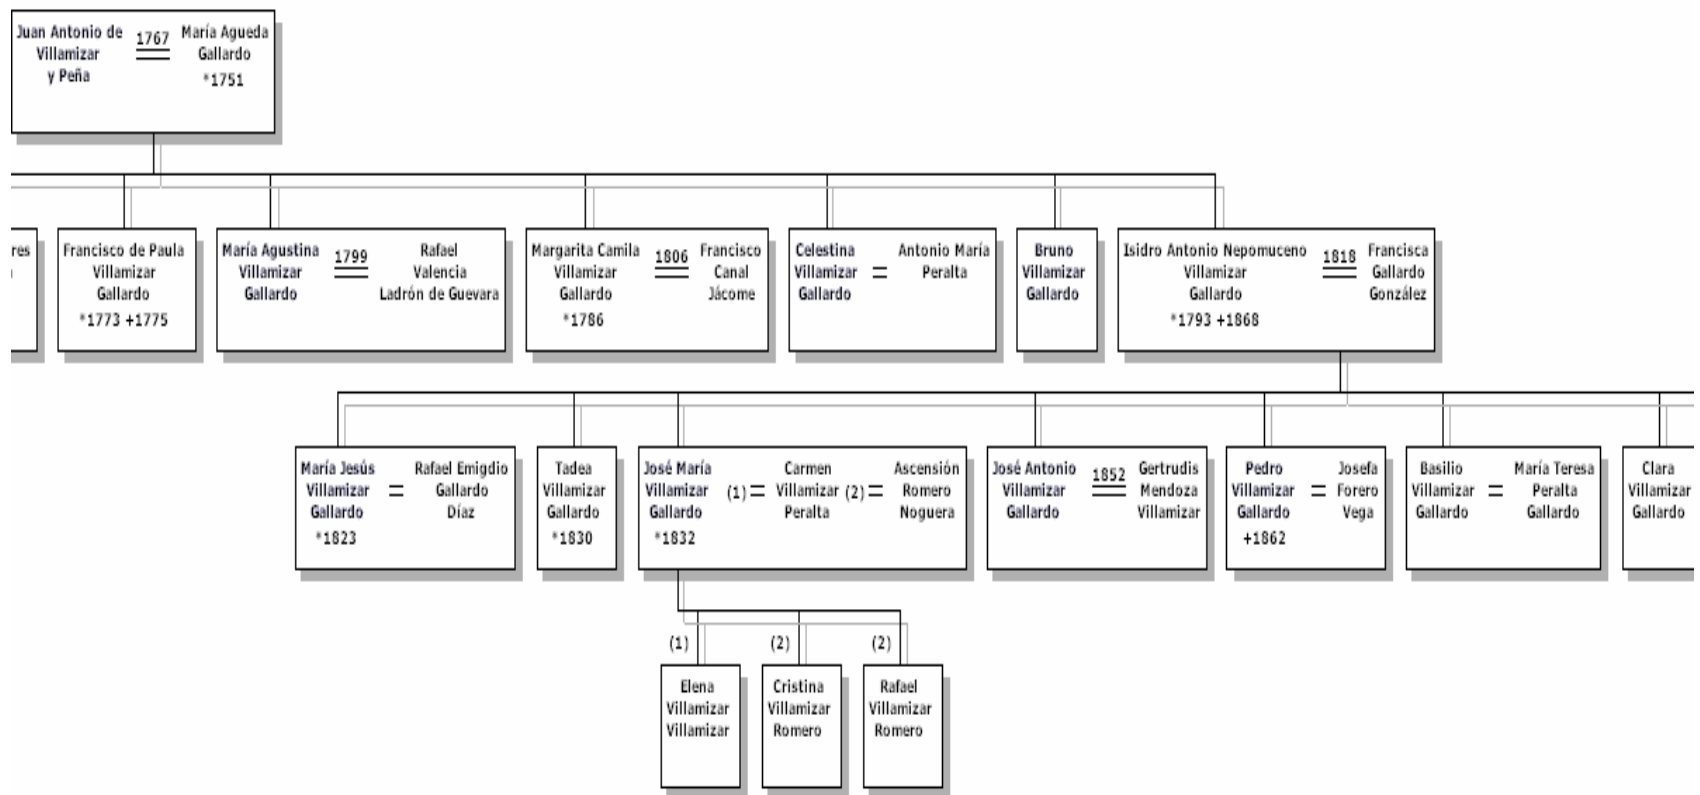 Juan Antonio de
Villamizar
y Peña
1767
María Agueda
Gallardo
*1751
res
Francisco de Paula
Villamizar
Gallardo
*1773 +1775
María Agustina
Villamizar
Gallardo
1799
Rafael
Valencia
Ladrón de Guevara
Margarita Camila
Villamizar
Gallardo
*1786
1806
Francisco
Canal
Jácome
Celestina
Villamizar
Gallardo
=
Antonio María
Peralta
Bruno
Villamizar
Gallardo
Isidro Antonio Nepomuceno
Villamizar
Gallardo
*1793 +1868
1818
Francisca
Gallardo
González
María Jesús
Villamizar
Gallardo
*1823
=
Rafael Emigdio
Gallardo
Díaz
Tadea
Villamizar
Gallardo
*1830
José María
Villamizar
Gallardo
*1832
(1) =
Carmen
Villamizar
Peralta
(2) =
Ascensión
Romero
Noguera
José Antonio
Villamizar
Gallardo
1852
Gertrudis
Mendoza
Villamizar
Pedro
Villamizar
Gallardo
+1862
=
Josefa
Forero
Vega
Basilio
Villamizar
Gallardo
=
María Teresa
Peralta
Gallardo
Clara
Villamizar
Gallardo
(1)
Elena
Villamizar
Villamizar
(2)
Cristina
Villamizar
Romero
(2)
Rafael
Villamizar
Romero